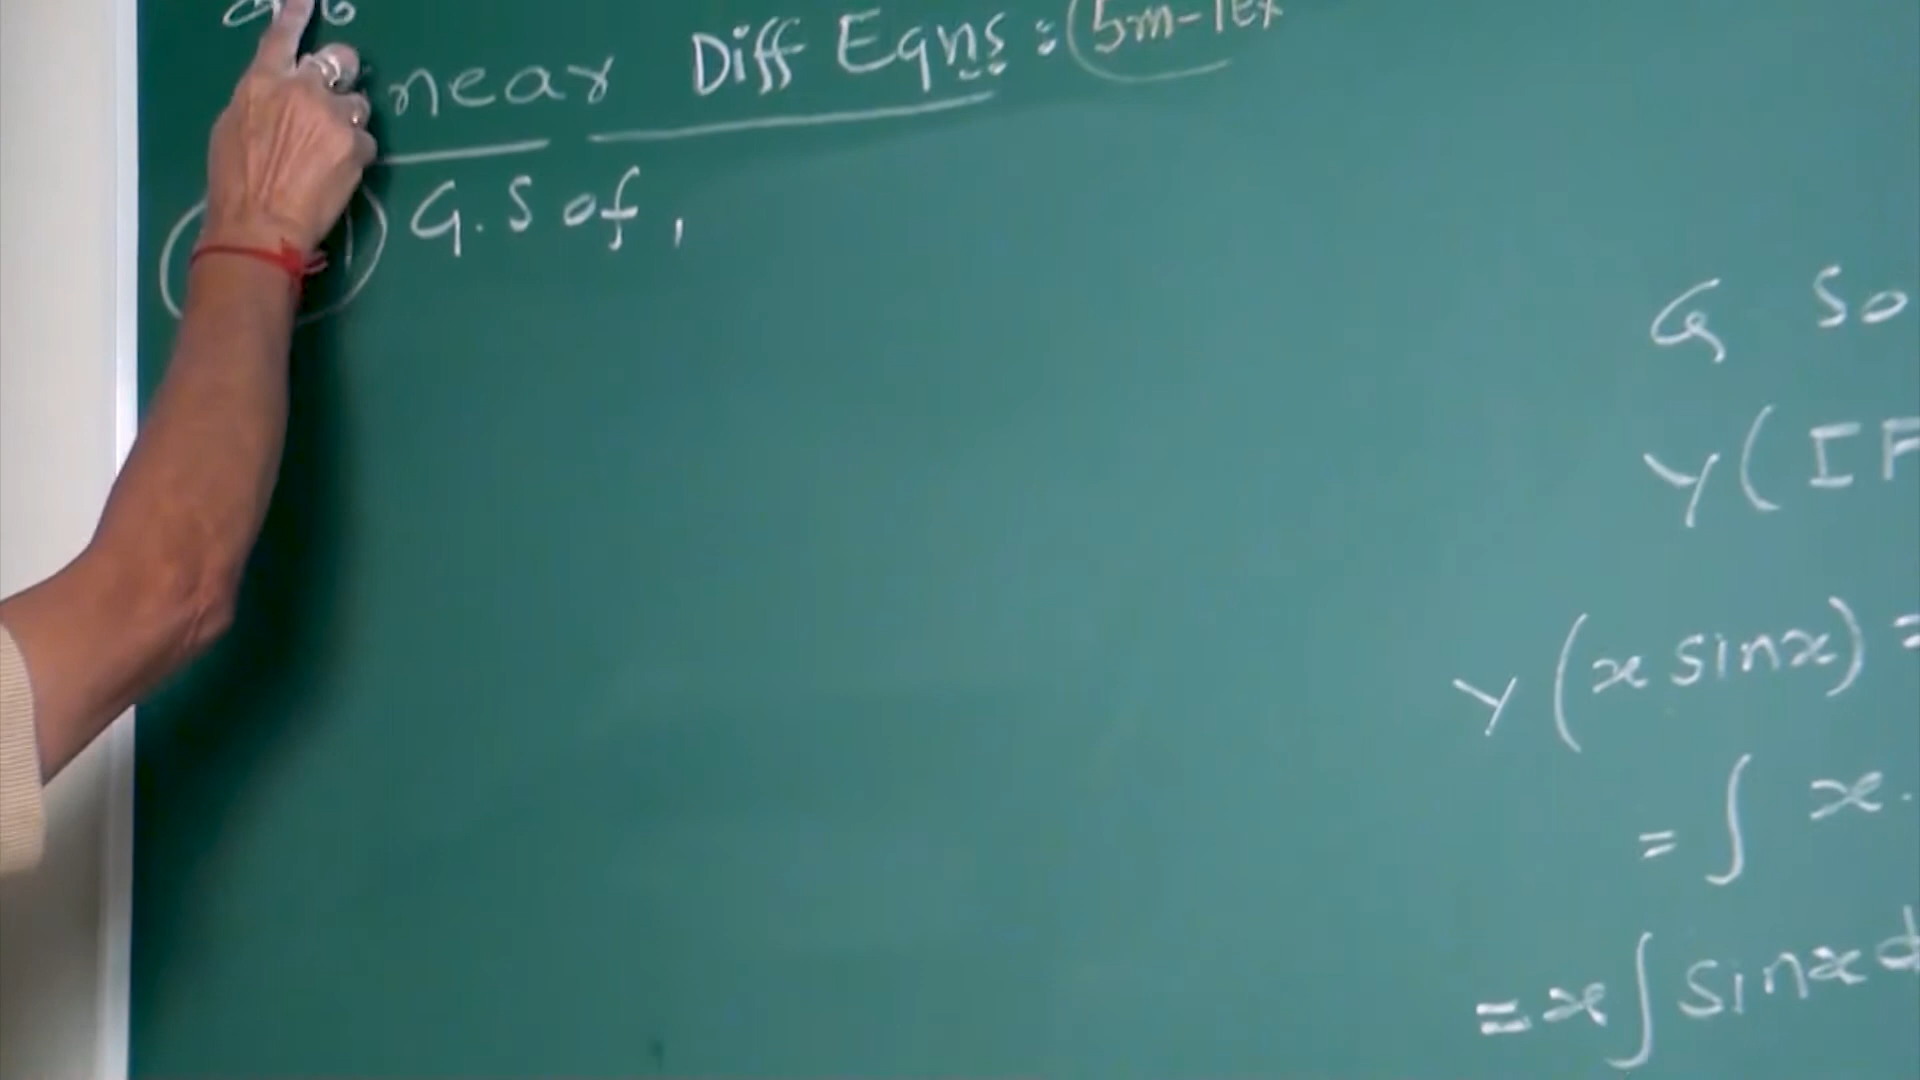 near Diff Eqns : (5m-1ex
G.S of,
G So
y(IF
y(x sinx) =
= ∫ x.
= x∫ sinx d